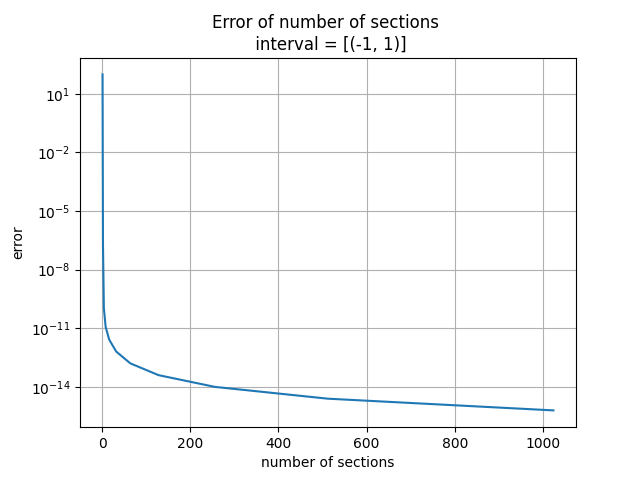 Error of number of sections
interval = [(-1, 1)]
error
10¹
10⁻²
10⁻⁵
10⁻⁸
10⁻¹¹
10⁻¹⁴
0 200 400 600 800 1000
number of sections